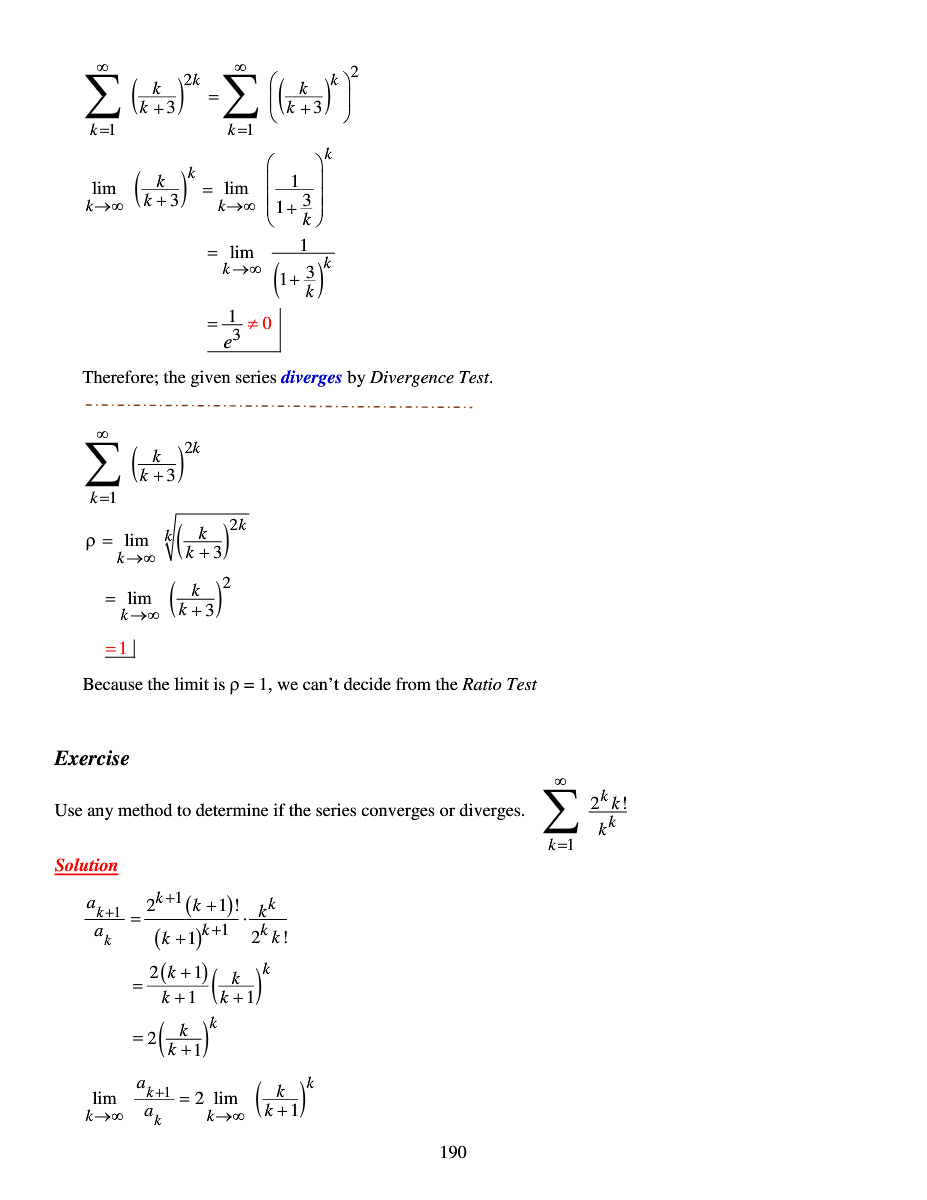 $\sum_{k=1}^{\infty} \left(\frac{k}{k+3}\right)^{2k} = \sum_{k=1}^{\infty} \left(\left(\frac{k}{k+3}\right)^{k}\right)^{2}$
$\lim_{k\to\infty} \left(\frac{k}{k+3}\right)^{k} = \lim_{k\to\infty} \left(\frac{1}{1+\frac{3}{k}}\right)^{k}$
$= \lim_{k\to\infty} \frac{1}{\left(1+\frac{3}{k}\right)^{k}}$
$= \frac{1}{e^{3}} \neq 0$
Therefore; the given series diverges by Divergence Test.
$\sum_{k=1}^{\infty} \left(\frac{k}{k+3}\right)^{2k}$
$\rho = \lim_{k\to\infty} \sqrt[k]{\left(\frac{k}{k+3}\right)^{2k}}$
$= \lim_{k\to\infty} \left(\frac{k}{k+3}\right)^{2}$
$= 1$
Because the limit is ρ = 1, we can’t decide from the Ratio Test
Exercise
Use any method to determine if the series converges or diverges. $\sum_{k=1}^{\infty} \frac{2^{k} k!}{k^{k}}$
Solution
$\frac{a_{k+1}}{a_{k}} = \frac{2^{k+1}(k+1)!}{(k+1)^{k+1}} \cdot \frac{k^{k}}{2^{k} k!}$
$= \frac{2(k+1)}{k+1} \left(\frac{k}{k+1}\right)^{k}$
$= 2\left(\frac{k}{k+1}\right)^{k}$
$\lim_{k\to\infty} \frac{a_{k+1}}{a_{k}} = 2 \lim_{k\to\infty} \left(\frac{k}{k+1}\right)^{k}$
190